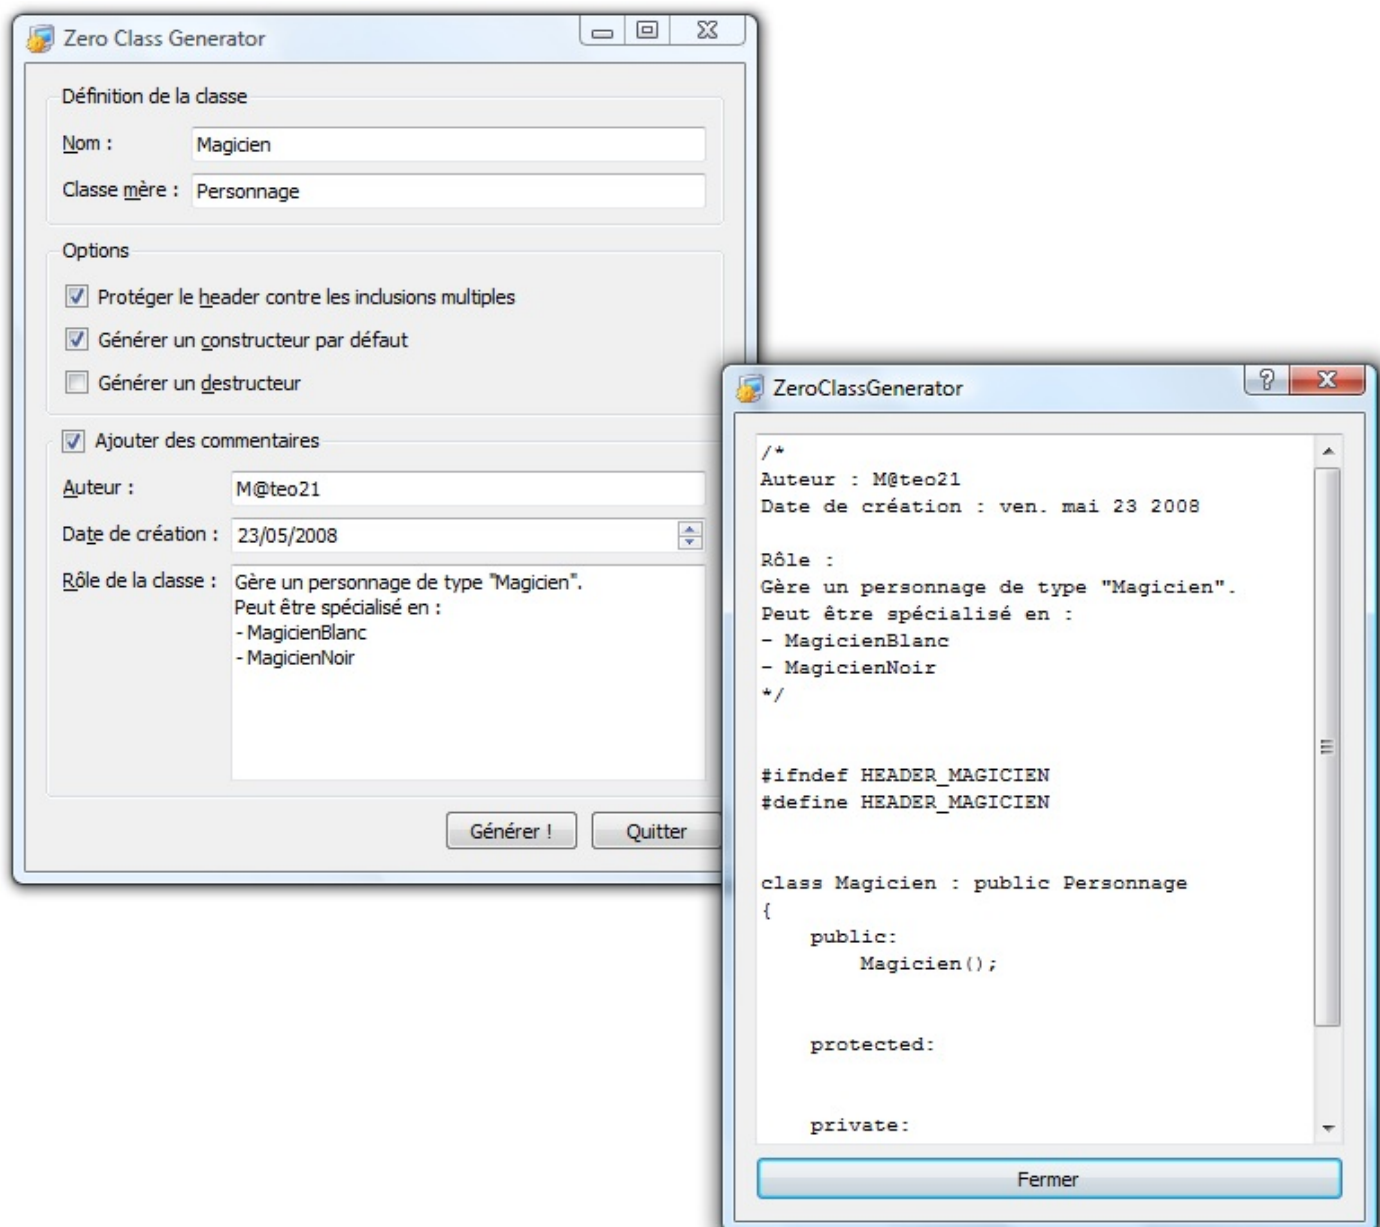 Zero Class Generator
Définition de la classe
Nom : Magicien
Classe mère : Personnage
Options
Protéger le header contre les inclusions multiples
Générer un constructeur par défaut
Générer un destructeur
Ajouter des commentaires
Auteur : M@teo21
Date de création : 23/05/2008
Rôle de la classe : Gère un personnage de type "Magicien".
Peut être spécialisé en :
- MagicienBlanc
- MagicienNoir
Générer ! Quitter
ZeroClassGenerator
/*
Auteur : M@teo21
Date de création : ven. mai 23 2008
Rôle :
Gère un personnage de type "Magicien".
Peut être spécialisé en :
- MagicienBlanc
- MagicienNoir
*/
#ifndef HEADER_MAGICIEN
#define HEADER_MAGICIEN
class Magicien : public Personnage
{
public:
Magicien();
protected:
private:
Fermer